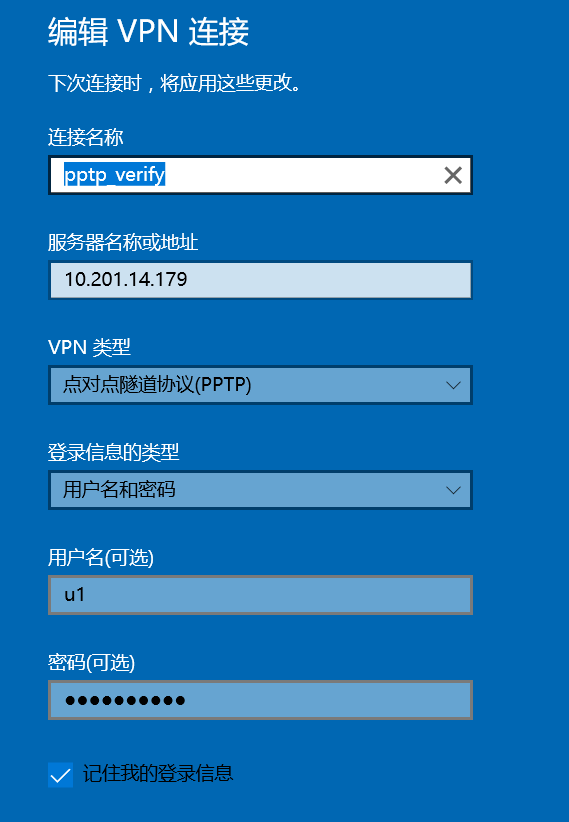 编辑 VPN 连接
下次连接时，将应用这些更改。
连接名称
pptp_verify
服务器名称或地址
10.201.14.179
VPN 类型
点对点隧道协议(PPTP)
登录信息的类型
用户名和密码
用户名(可选)
u1
密码(可选)
●●●●●●●●●●
记住我的登录信息